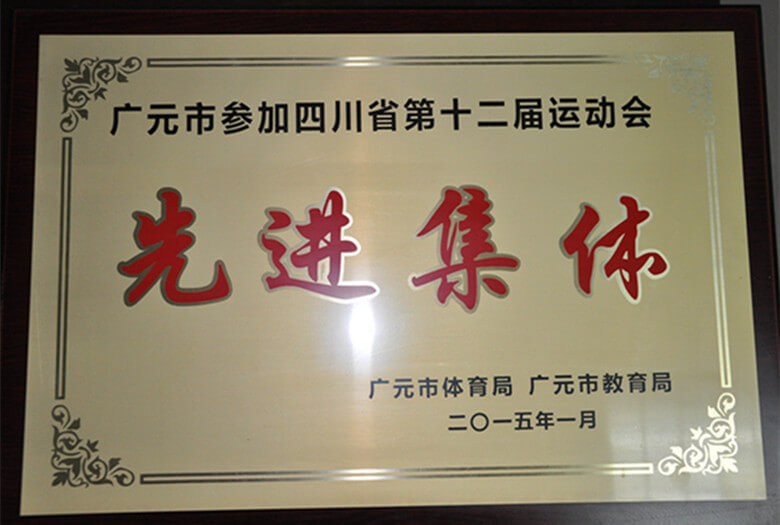 广元市参加四川省第十二届运动会
先进集体
广元市体育局 广元市教育局
二〇一五年一月